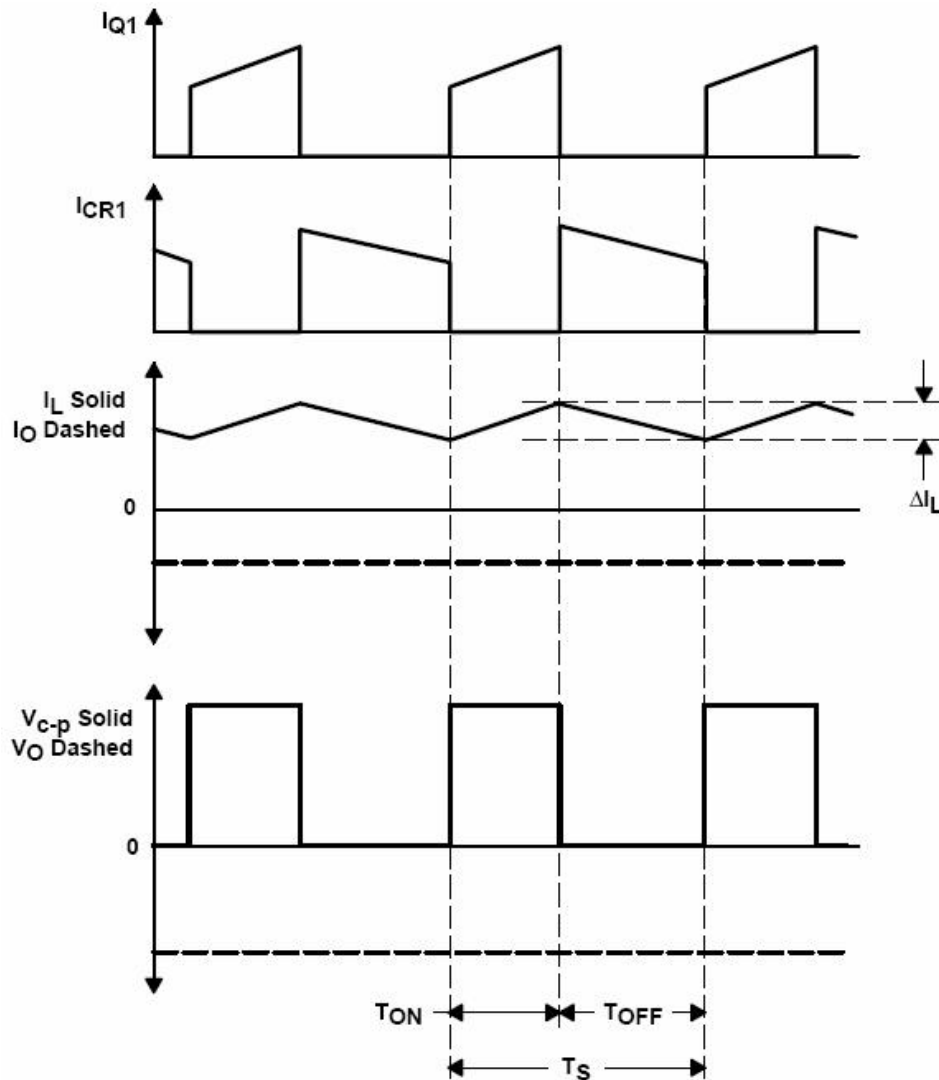 IQ1
ICR1
IL Solid
IO Dashed
0
ΔIL
Vc-p Solid
VO Dashed
0
TON
TOFF
TS